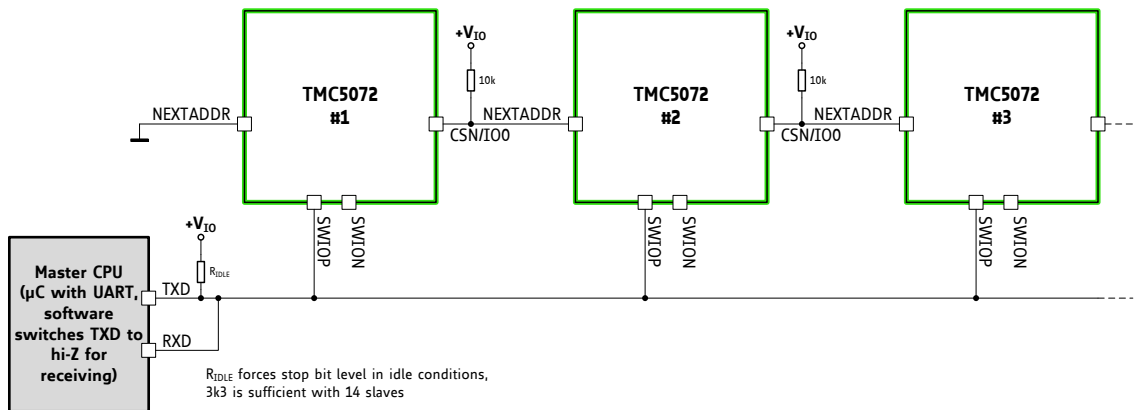 +VIO
+VIO
10k
10k
TMC5072
#1
TMC5072
#2
TMC5072
#3
NEXTADDR
NEXTADDR
NEXTADDR
CSN/IO0
CSN/IO0
SWIOP
SWION
SWIOP
SWION
SWIOP
SWION
+VIO
RIDLE
Master CPU
(µC with UART,
software
switches TXD to
hi-Z for
receiving)
TXD
RXD
RIDLE forces stop bit level in idle conditions,
3k3 is sufficient with 14 slaves